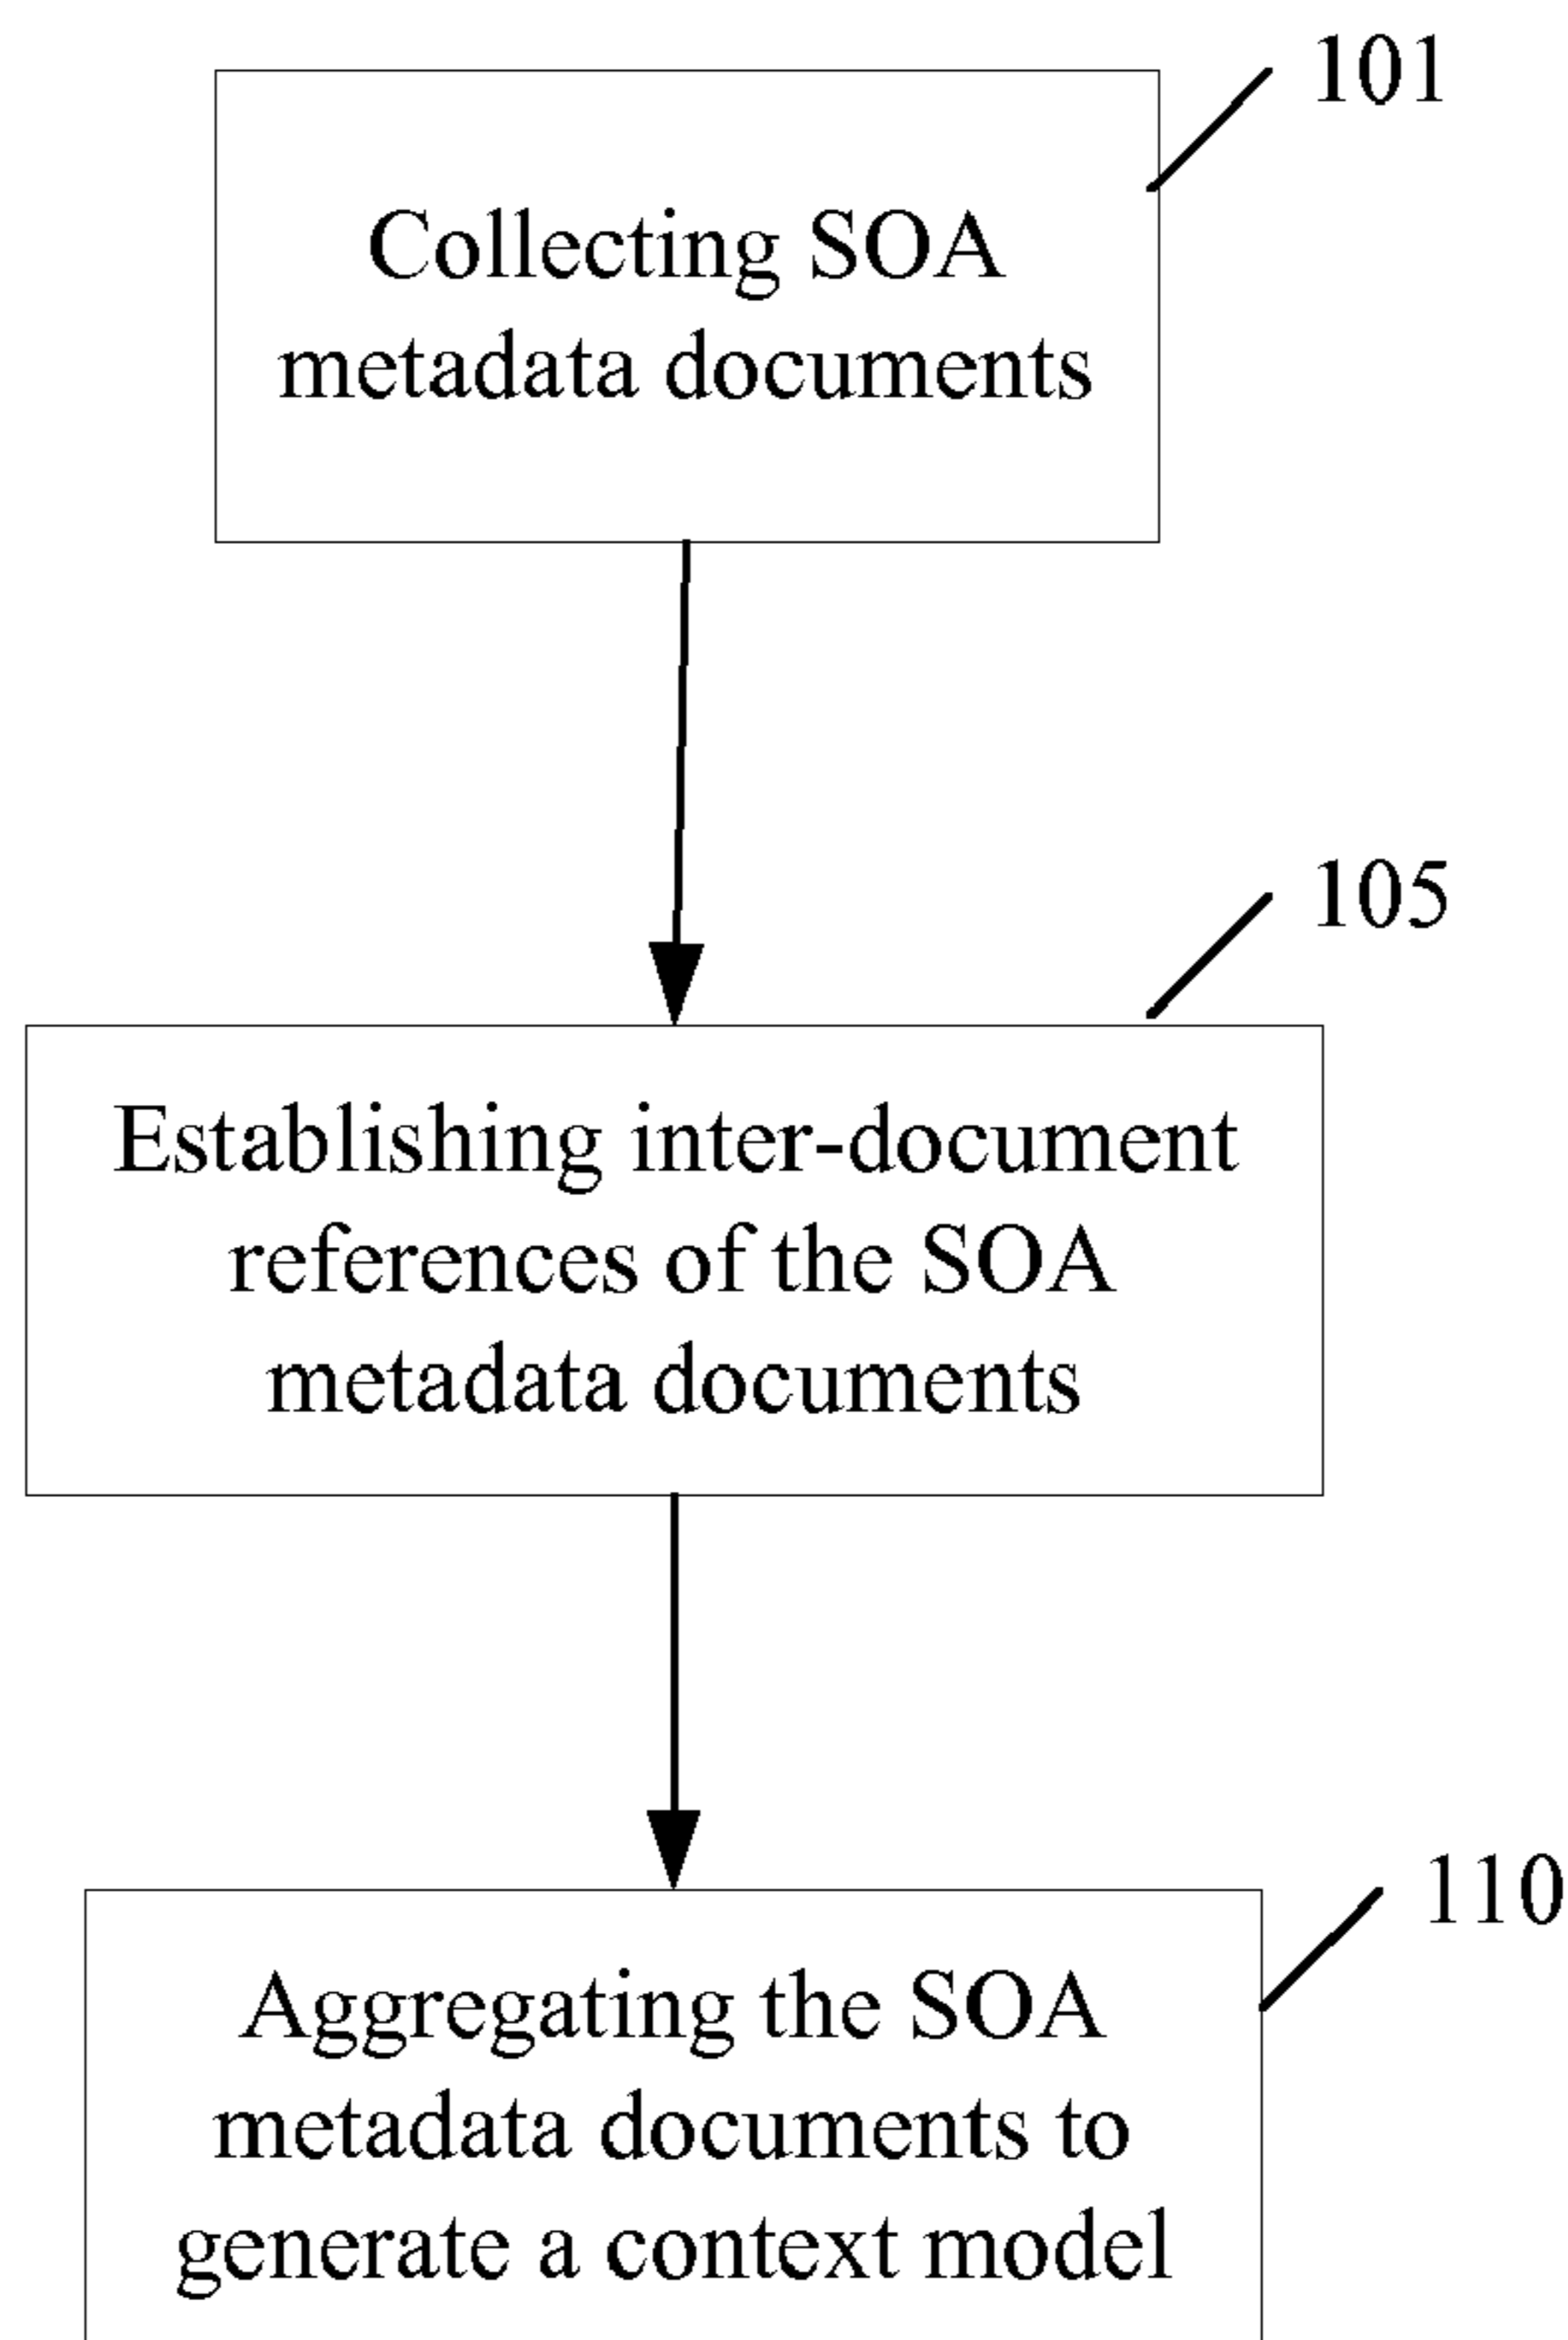 101
Collecting SOA
metadata documents
105
Establishing inter-document
references of the SOA
metadata documents
110
Aggregating the SOA
metadata documents to
generate a context model